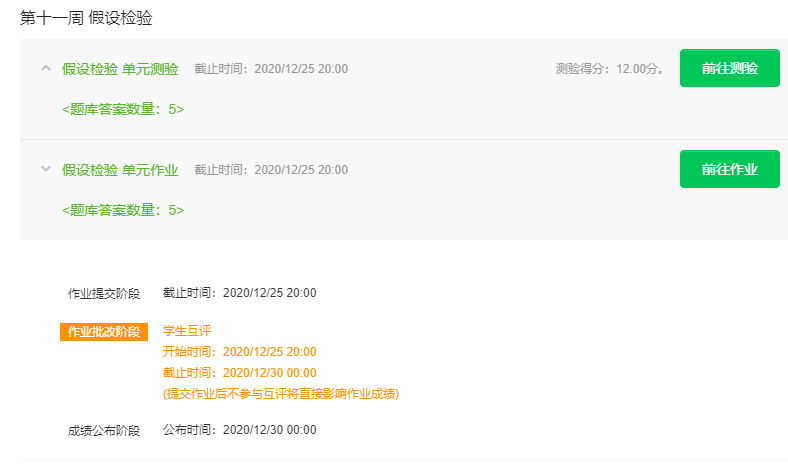 第十一周 假设检验
假设检验 单元测验 截止时间：2020/12/25 20:00 测验得分：12.00分。 前往测验
<题库答案数量：5>
假设检验 单元作业 截止时间：2020/12/25 20:00 前往作业
<题库答案数量：5>
作业提交阶段 截止时间：2020/12/25 20:00
作业批改阶段 学生互评
开始时间：2020/12/25 20:00
截止时间：2020/12/30 00:00
(提交作业后不参与互评将直接影响作业成绩)
成绩公布阶段 公布时间：2020/12/30 00:00